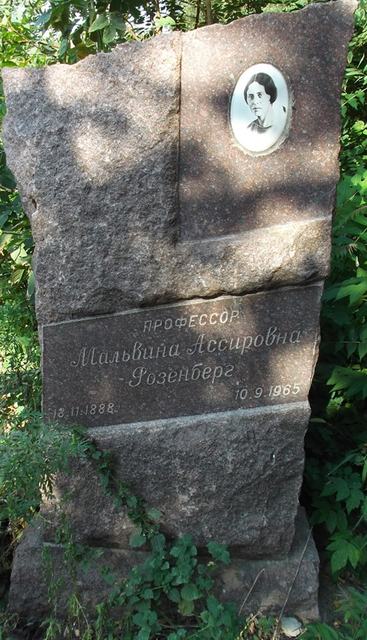 ПРОФЕССОР
Мальвина Ассировна
Розенберг
18.11.1888 10.9.1965